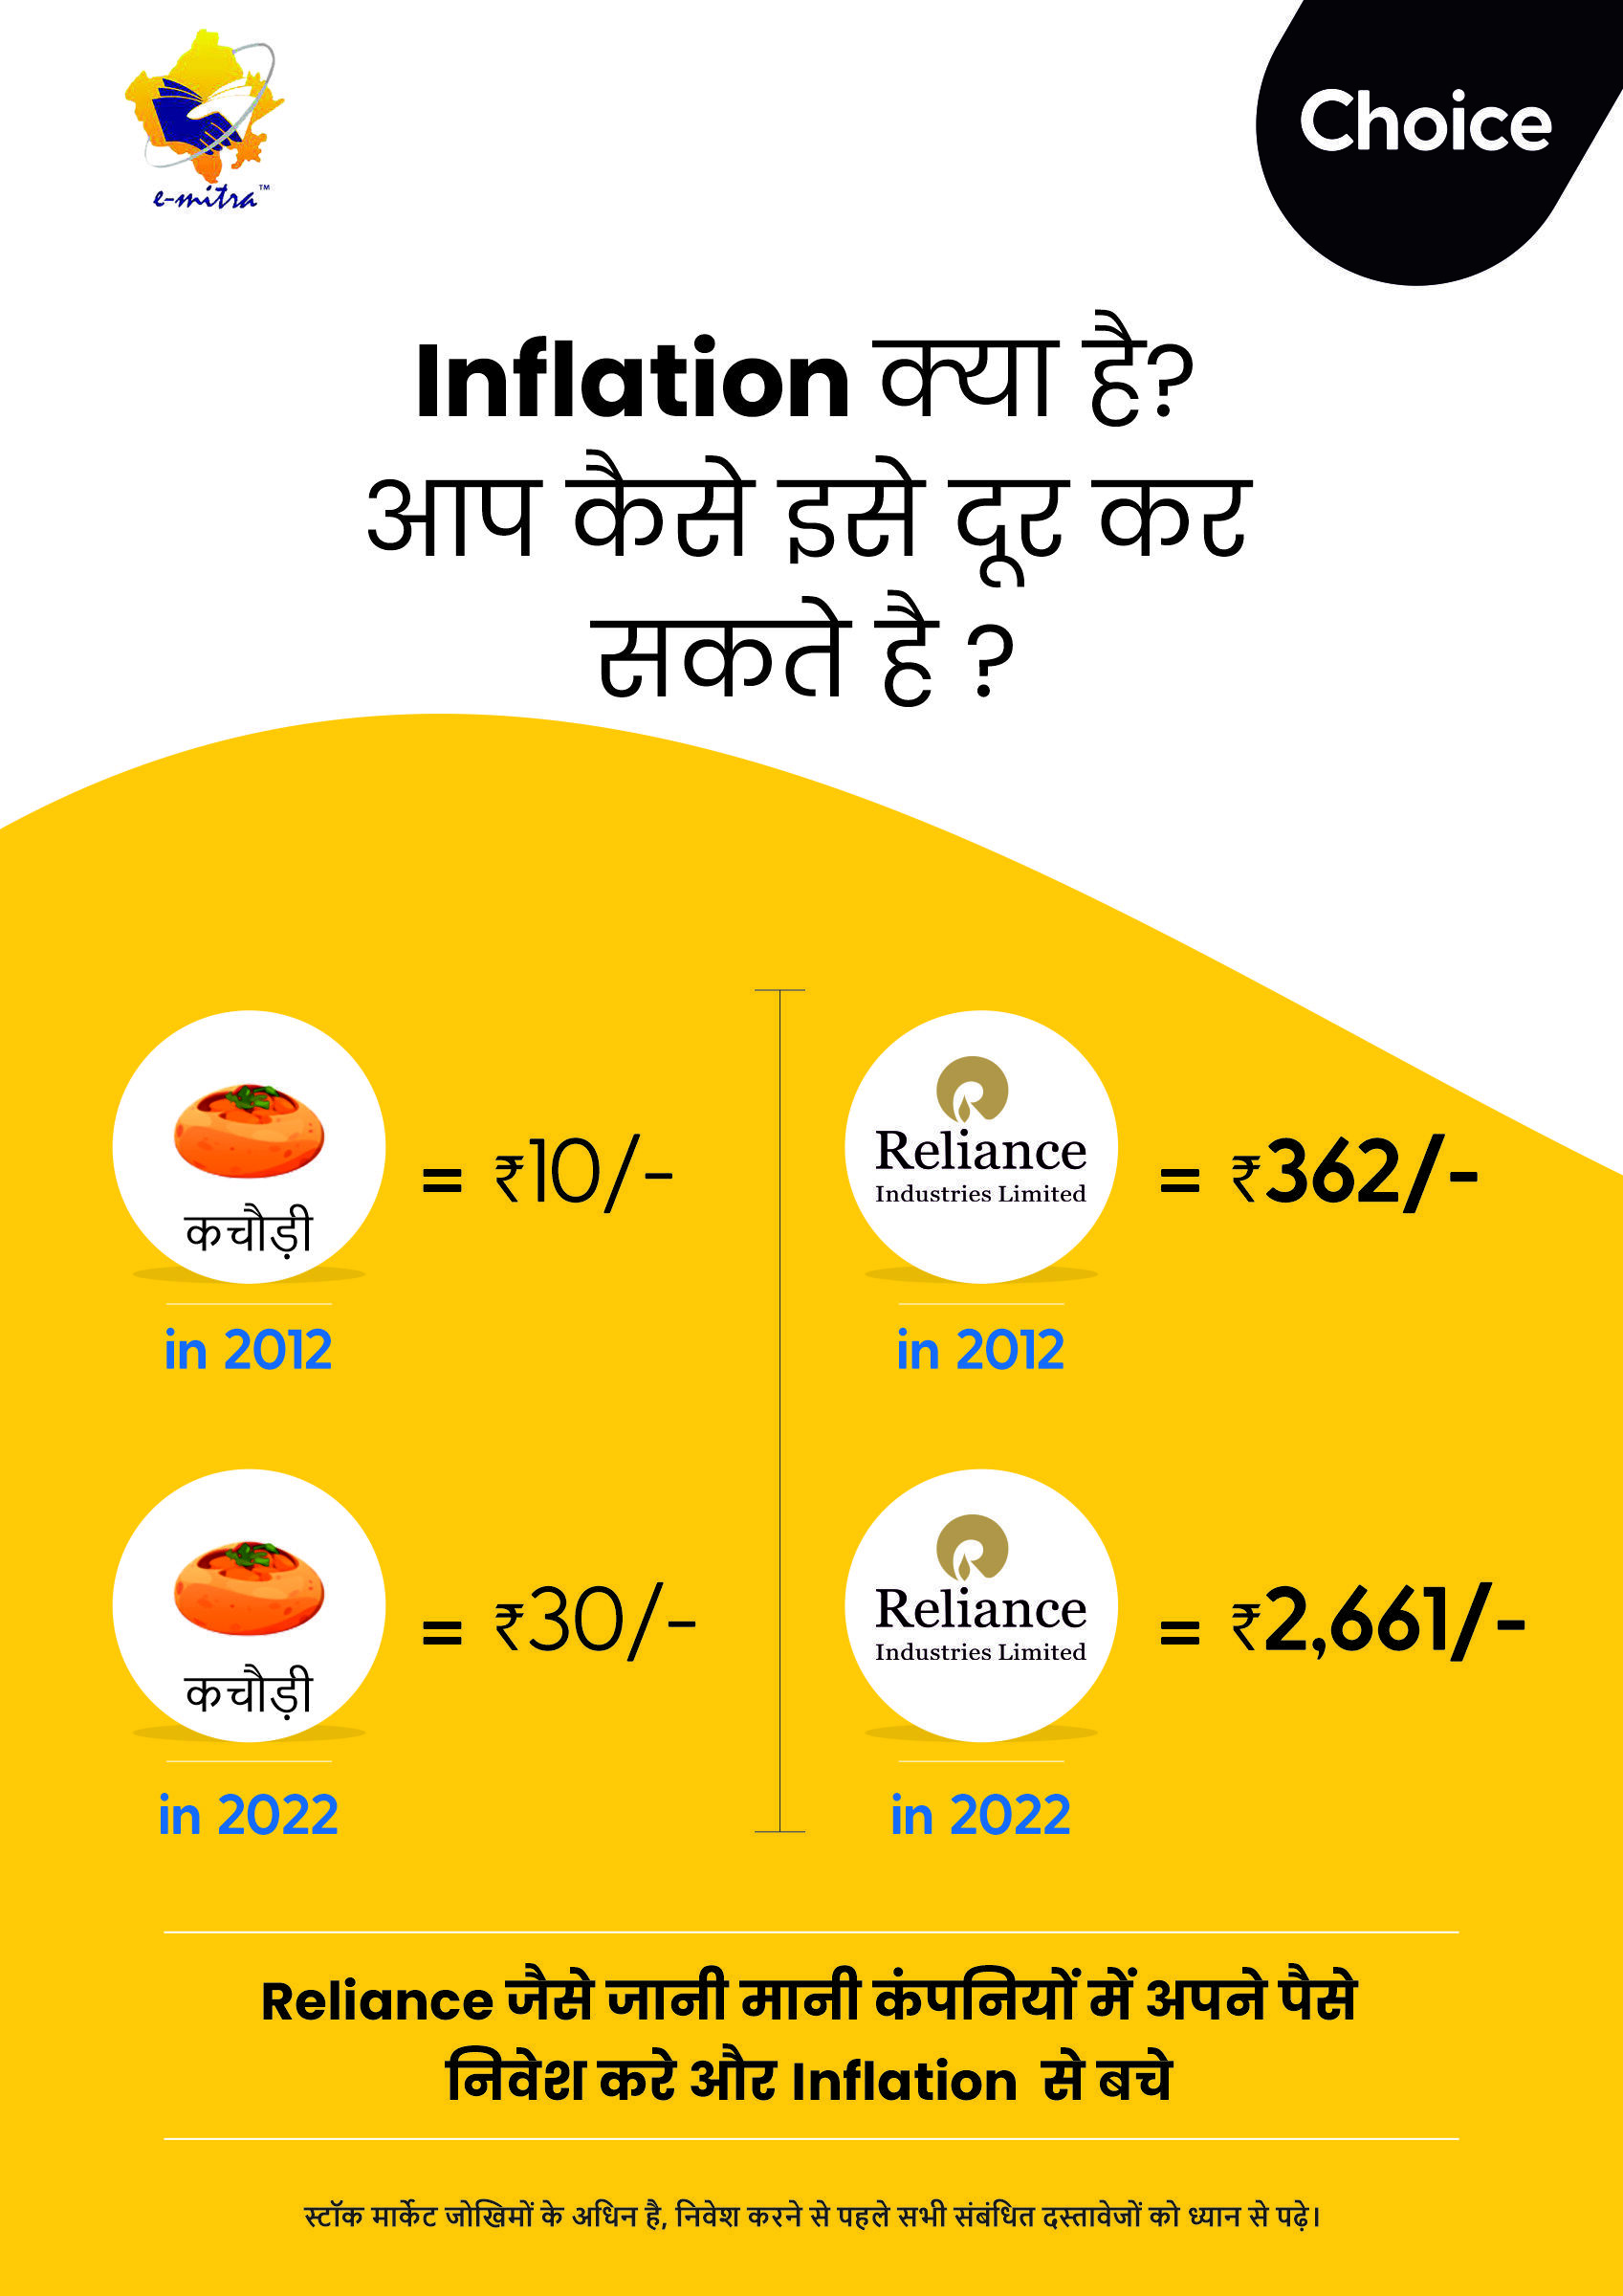 e-mitra™
Choice
Inflation क्या है?
आप कैसे इसे दूर कर
सकते है ?
कचौड़ी
= ₹10/-
in 2012
Reliance
Industries Limited
= ₹362/-
in 2012
कचौड़ी
= ₹30/-
in 2022
Reliance
Industries Limited
= ₹2,661/-
in 2022
Reliance जैसे जानी मानी कंपनियों में अपने पैसे
निवेश करे और Inflation से बचे
स्टॉक मार्केट जोखिमों के अधिन है, निवेश करने से पहले सभी संबंधित दस्तावेजों को ध्यान से पढ़े।